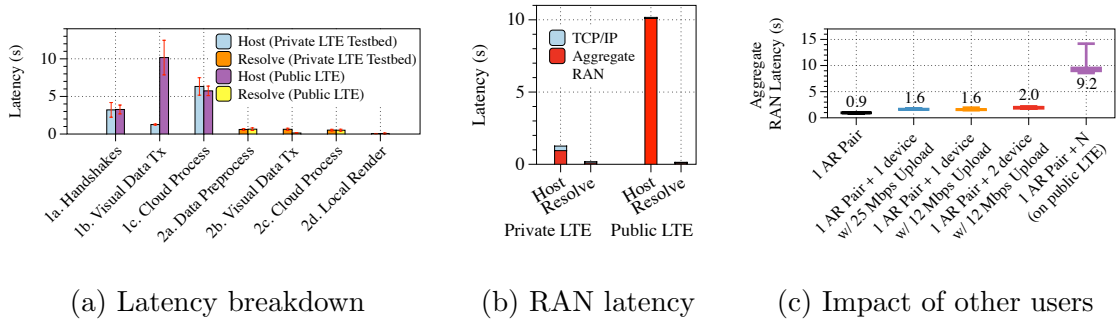 Latency (s)
10
5
0
Host (Private LTE Testbed)
Resolve (Private LTE Testbed)
Host (Public LTE)
Resolve (Public LTE)
1a. Handshakes
1b. Visual Data Tx
1c. Cloud Process
2a. Data Preprocess
2b. Visual Data Tx
2c. Cloud Process
2d. Local Render
(a) Latency breakdown
Latency (s)
10
5
0
TCP/IP
Aggregate
RAN
Host
Resolve
Host
Resolve
Private LTE
Public LTE
(b) RAN latency
Aggregate
RAN Latency (s)
15
10
5
0
0.9
1.6
1.6
2.0
9.2
1 AR Pair
1 AR Pair + 1 device
w/ 25 Mbps Upload
1 AR Pair + 1 device
w/ 12 Mbps Upload
1 AR Pair + 2 device
w/ 12 Mbps Upload
1 AR Pair + N
(on public LTE)
(c) Impact of other users